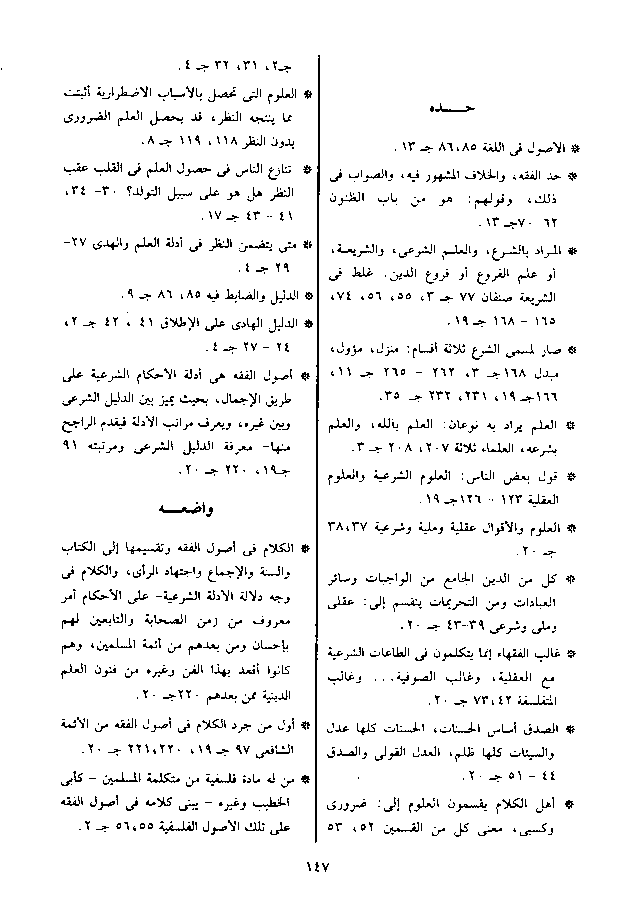 حـــده
* الأصول فى اللغة ٨٥، ٨٦ جـ ١٣.
* حد الفقه، والخلاف المشهور فيه، والصواب فى
ذلك، وقولهم: هو من باب الظنون
٦٢ - ٧٠جـ ١٣.
* المراد بالشرع، والعلم الشرعى، والشريعة،
أو علم الفروع أو فروع الدين. غلط فى
الشريعة صنفان ٧٧ جـ ٣، ٥٥، ٥٦، ٧٤،
١٦٥ - ١٦٨ جـ ١٩.
* صار لمسمى الشرع ثلاثة أقسام: منزل، مؤول،
مبدل ١٦٨جـ ٣، ٢٦٢ - ٢٦٥ جـ ١١،
١٦٦جـ ١٩، ٢٣١، ٢٣٢ جـ ٣٥.
* العلم يراد به نوعان: العلم بالله، والعلم
بشرعه، العلماء ثلاثة ٢٠٧، ٢٠٨ جـ ٣.
* قول بعض الناس: العلوم الشرعية والعلوم
العقلية ١٢٣ - ١٢٦جـ ١٩.
* العلوم والأقوال عقلية وملية وشرعية ٣٧، ٣٨
جـ ٢٠.
* كل من الدين الجامع من الواجبات وسائر
العبادات ومن التحريمات ينقسم إلى: عقلى
وملى وشرعى ٣٩-٤٣ جـ ٢٠.
* غالب الفقهاء إنما يتكلمون فى الطاعات الشرعية
مع العقلية، وغالب الصوفية... وغالب
المتفلسفة ٤٢، ٧٣ جـ ٢٠.
* الصدق أساس الحسنات، الحسنات كلها عدل
والسيئات كلها ظلم، العدل القولى والصدق
٤٤ - ٥١ جـ ٢٠.
* أهل الكلام يقسمون العلوم إلى: ضرورى
وكسبى، معنى كل من القسمين ٥٢، ٥٣
جـ٢، ٣١، ٣٢ جـ ٤.
* العلوم التى تحصل بالأسباب الاضطرارية أثبتت
مما ينتجه النظر، قد يحصل العلم الضرورى
بدون النظر ١١٨، ١١٩ جـ ٨.
* تنازع الناس فى حصول العلم فى القلب عقب
النظر هل هو على سبيل التولد؟ ٣٠- ٣٤،
٤١ - ٤٣ جـ ١٧.
* متى يتضمن النظر فى أدلة العلم والهدى ٢٧-
٢٩ جـ ٤.
* الدليل والضابط فيه ٨٥، ٨٦ جـ ٩.
* الدليل الهادى على الإطلاق ٤١ ، ٤٢ جـ ٢،
٢٤ - ٢٧ جـ ٤.
* أصول الفقه هى أدلة الأحكام الشرعية على
طريق الإجمال، بحيث يميز بين الدليل الشرعى
وبين غيره، ويعرف مراتب الأدلة فيقدم الراجح
منها- معرفة الدليل الشرعى ومرتبته ٩١
جـ١٩، ٢٢٠ جـ ٢٠.
واضعـــه
* الكلام فى أصول الفقه وتقسيمها إلى الكتاب
والسنة والإجماع واجتهاد الرأى، والكلام فى
وجه دلالة الأدلة الشرعية- على الأحكام أمر
معروف من زمن الصحابة والتابعين لهم
بإحسان ومن بعدهم من أئمة المسلمين، وهم
كانوا أقعد بهذا الفن وغيره من فنون العلم
الدينية ممن بعدهم ٢٢٠جـ ٢٠.
* أول من جرد الكلام فى أصول الفقه من الأئمة
الشافعى ٩٧ جـ ١٩، ٢٢٠، ٢٢١ جـ ٢٠.
* من له مادة فلسفية من متكلمة المسلمين - كأبى
الخطيب وغيره - يبنى كلامه فى أصول الفقه
على تلك الأصول الفلسفية ٥٥، ٥٦ جـ ٢.
١٤٧